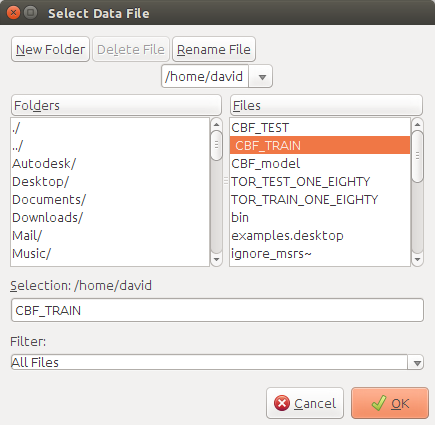 Select Data File
New Folder Delete File Rename File
/home/david
Folders
Files
./
../
Autodesk/
Desktop/
Documents/
Downloads/
Mail/
Music/
CBF_TEST
CBF_TRAIN
CBF_model
TOR_TEST_ONE_EIGHTY
TOR_TRAIN_ONE_EIGHTY
bin
examples.desktop
ignore_msrs~
Selection: /home/david
CBF_TRAIN
Filter:
All Files
Cancel OK